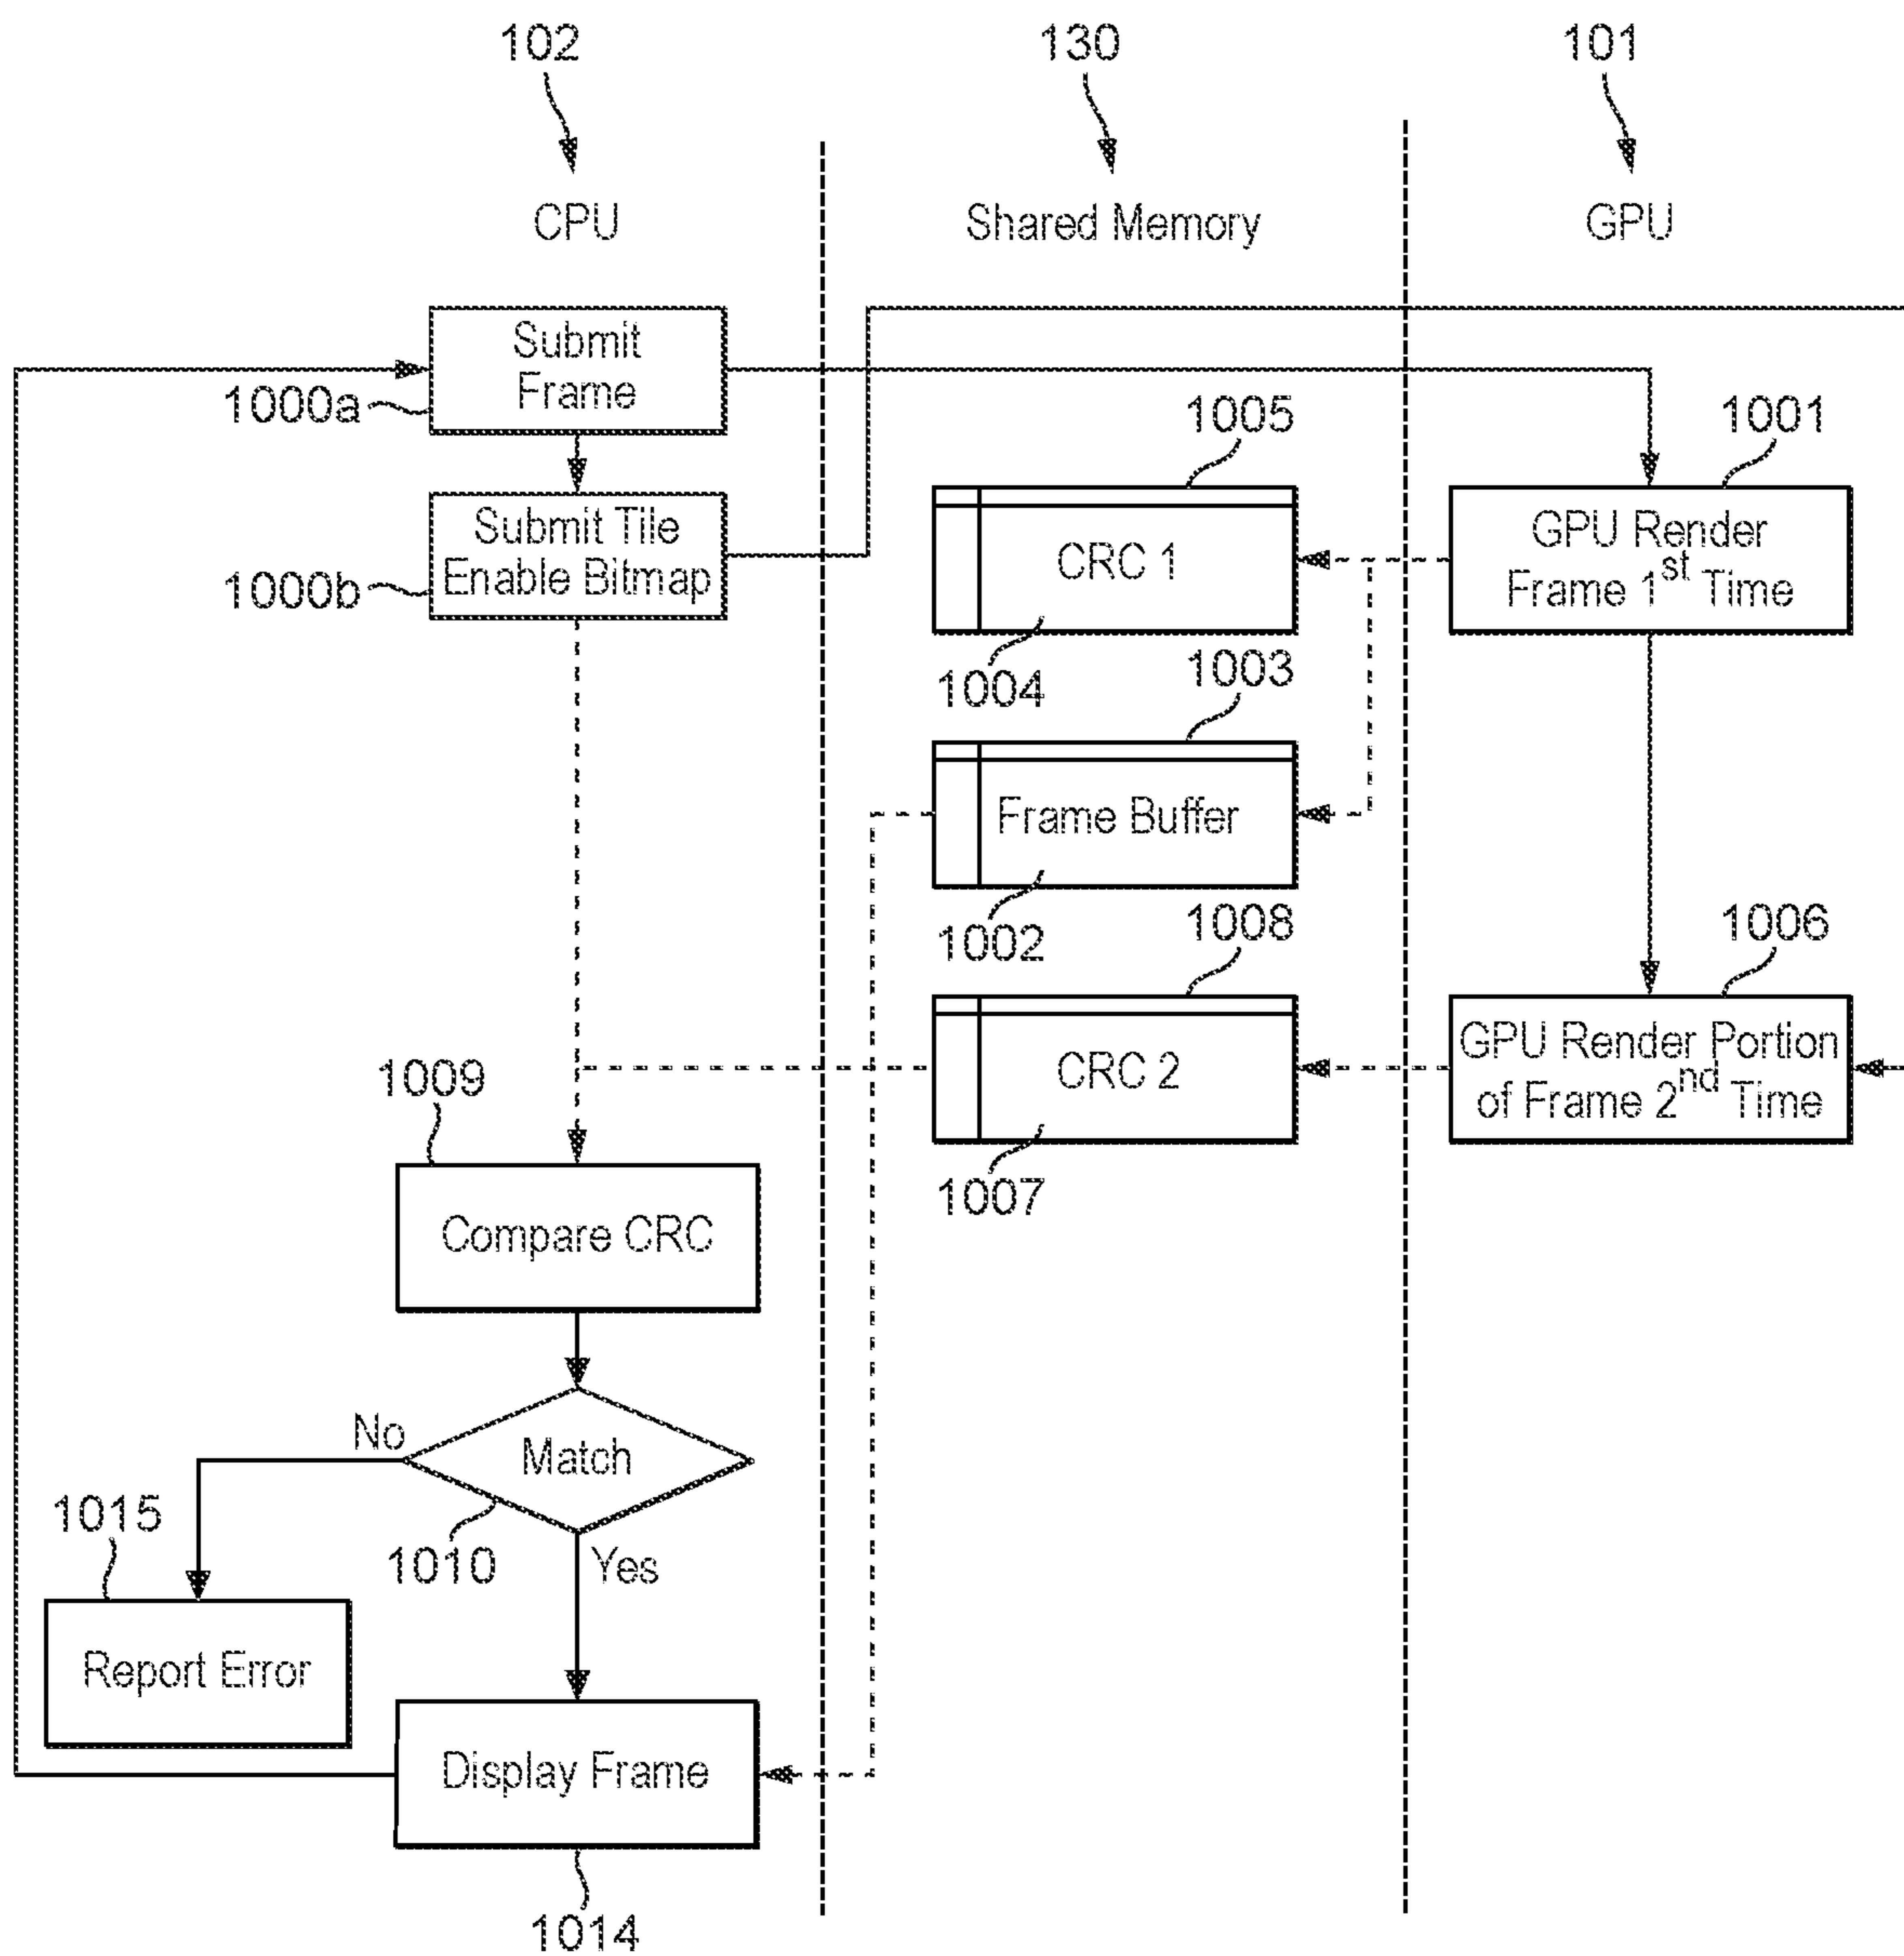 102
130
101
CPU
Shared Memory
GPU
Submit
Frame
1000a
1005
1001
Submit Tile
Enable Bitmap
1000b
CRC 1
GPU Render
Frame 1st Time
1004
1003
Frame Buffer
1002
1008
1006
CRC 2
GPU Render Portion
of Frame 2nd Time
1009
1007
Compare CRC
No
Match
1015
1010
Yes
Report Error
Display Frame
1014